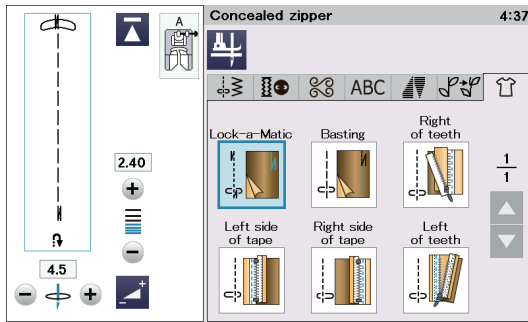 Concealed zipper
4:37
A
ABC
Lock-a-Matic
Basting
Right
of teeth
2.40
1
1
Left side
of tape
Right side
of tape
Left
of teeth
4.5